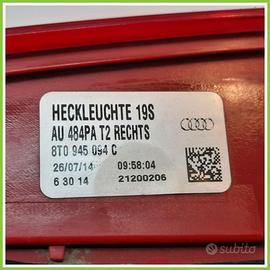 HECKLEUCHTE 19S
AU 484PA T2 RECHTS
8T0 945 094 C
26/07/14 09:58:04
6 30 14 21200206
subito